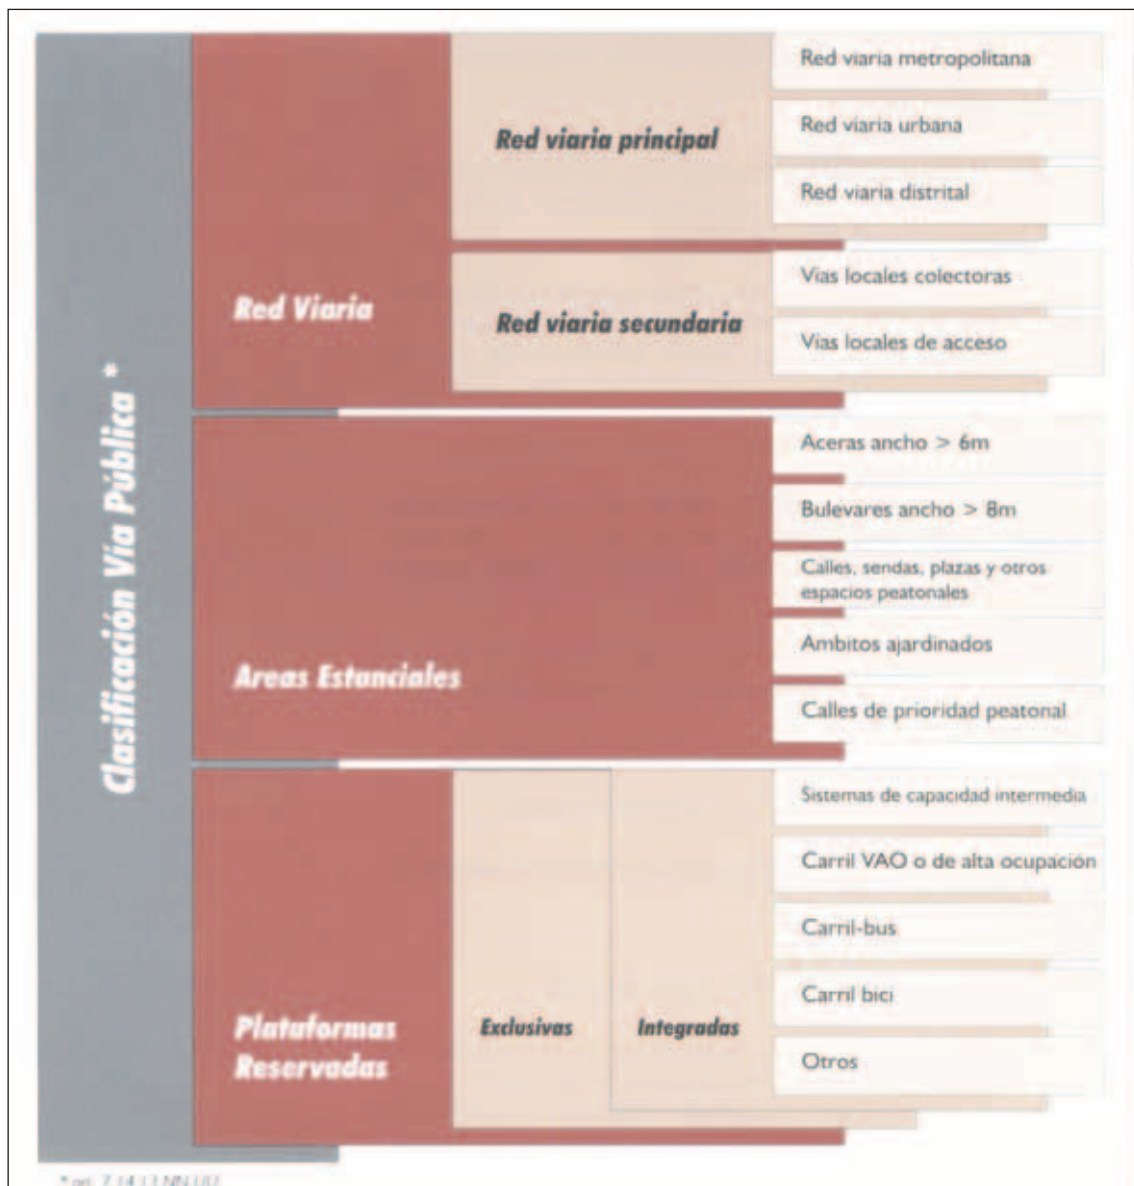 Clasificación Vía Pública *
Red Viaria
Red viaria principal
Red viaria metropolitana
Red viaria urbana
Red viaria distrital
Red viaria secundaria
Vías locales colectoras
Vías locales de acceso
Areas Estanciales
Aceras ancho > 6m
Bulevares ancho > 8m
Calles, sendas, plazas y otros
espacios peatonales
Ambitos ajardinados
Calles de prioridad peatonal
Plataformas
Reservadas
Exclusivas
Integradas
Sistemas de capacidad intermedia
Carril VAO o de alta ocupación
Carril-bus
Carril bici
Otros